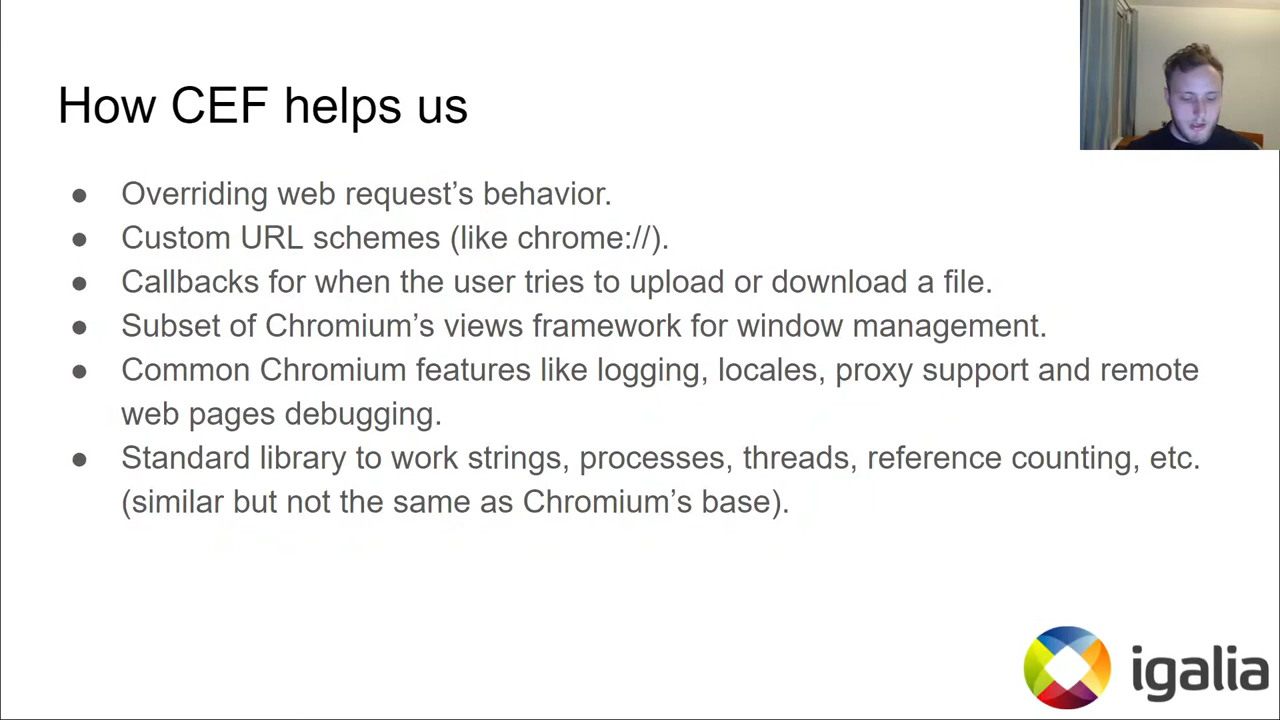 How CEF helps us
● Overriding web request’s behavior.
● Custom URL schemes (like chrome://).
● Callbacks for when the user tries to upload or download a file.
● Subset of Chromium’s views framework for window management.
● Common Chromium features like logging, locales, proxy support and remote
web pages debugging.
● Standard library to work strings, processes, threads, reference counting, etc.
(similar but not the same as Chromium’s base).
igalia